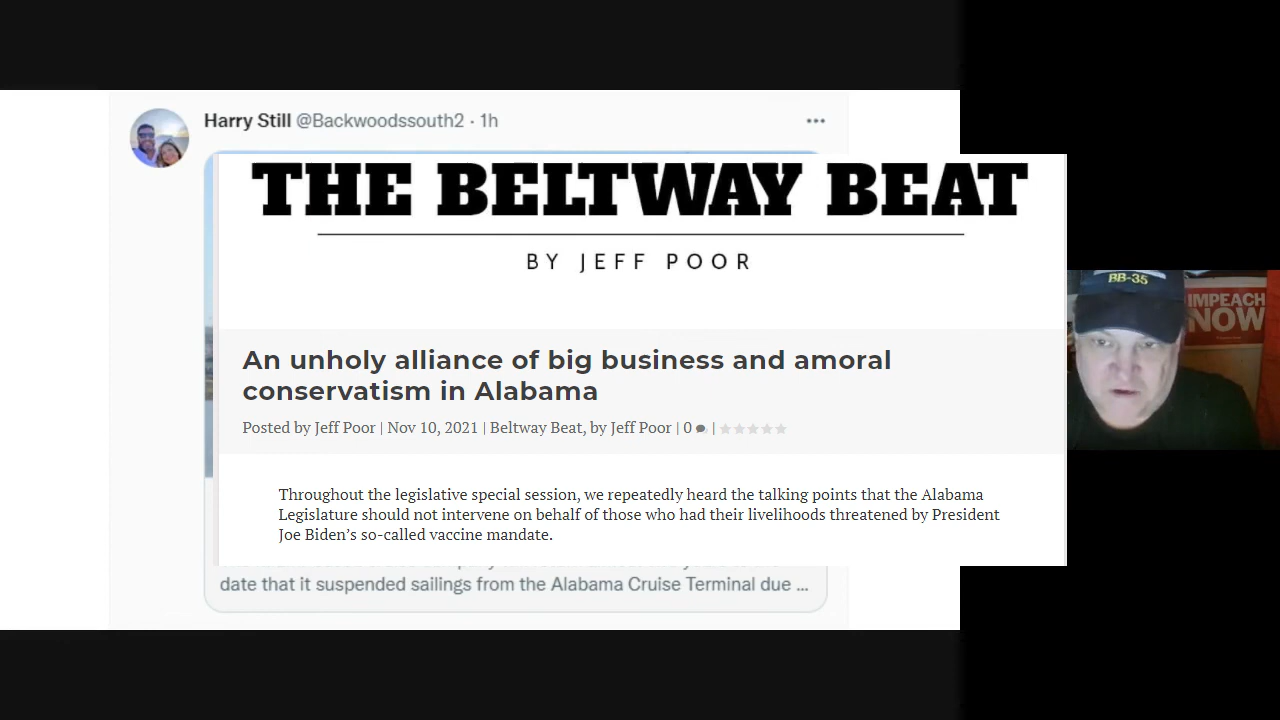 Harry Still @Backwoodssouth2 · 1h
THE BELTWAY BEAT
BY JEFF POOR
An unholy alliance of big business and amoral
conservatism in Alabama
Posted by Jeff Poor | Nov 10, 2021 | Beltway Beat, by Jeff Poor | 0 |
Throughout the legislative special session, we repeatedly heard the talking points that the Alabama
Legislature should not intervene on behalf of those who had their livelihoods threatened by President
Joe Biden’s so-called vaccine mandate.
date that it suspended sailings from the Alabama Cruise Terminal due ...
BB-35
IMPEACH
NOW